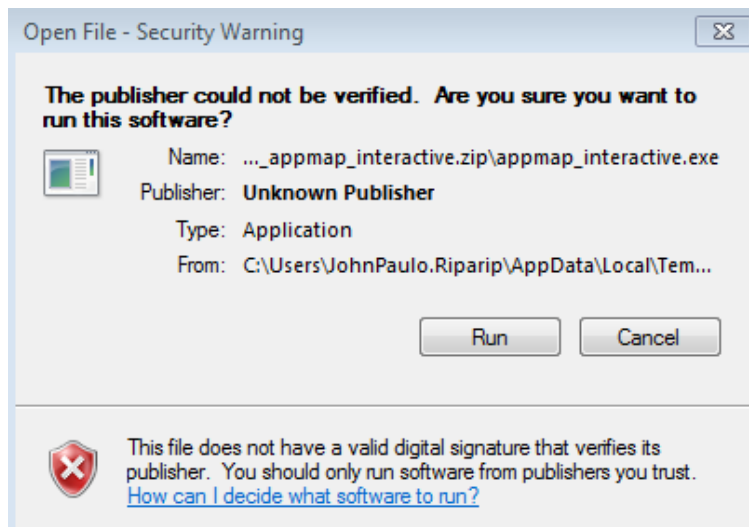 Open File - Security Warning
The publisher could not be verified. Are you sure you want to
run this software?
Name: ..._appmap_interactive.zip\appmap_interactive.exe
Publisher: Unknown Publisher
Type: Application
From: C:\Users\JohnPaulo.Riparip\AppData\Local\Tem...
Run Cancel
This file does not have a valid digital signature that verifies its
publisher. You should only run software from publishers you trust.
How can I decide what software to run?